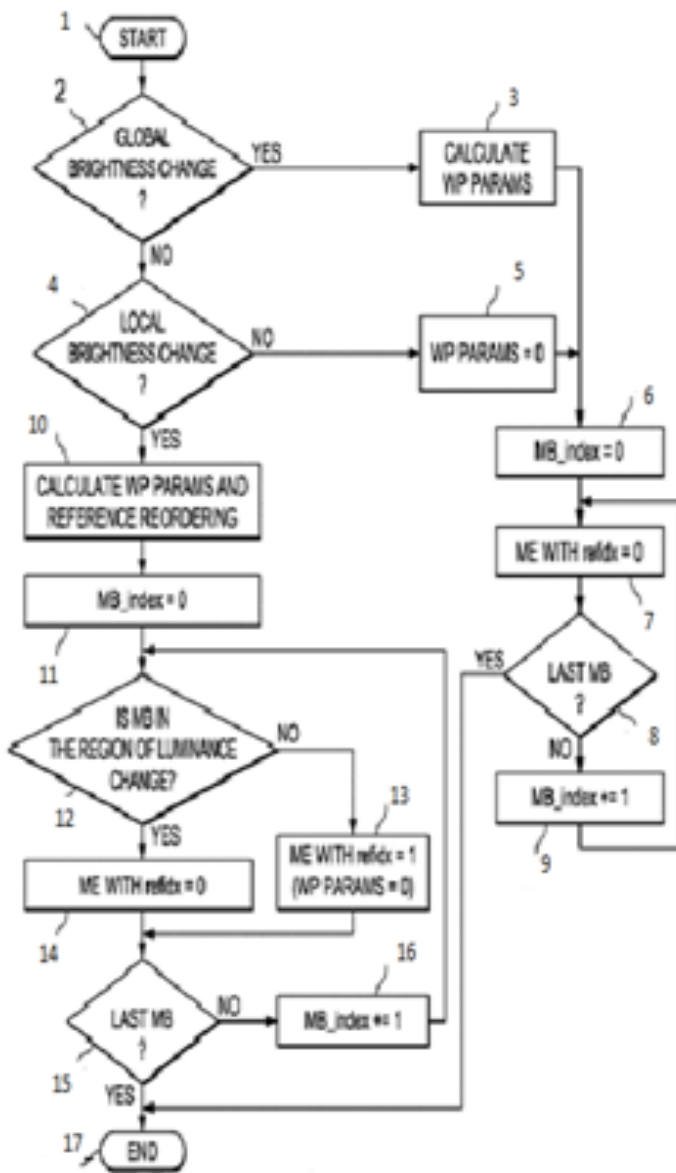 1
START
2
GLOBAL
BRIGHTNESS CHANGE
?
YES
3
CALCULATE
WP PARAMS
NO
4
LOCAL
BRIGHTNESS CHANGE
?
NO
5
WP PARAMS = 0
YES
6
MB_index = 0
10
CALCULATE WP PARAMS AND
REFERENCE REORDERING
ME WITH refidx = 0
7
MB_index = 0
11
YES
LAST MB
?
8
NO
IS MB IN
THE REGION OF LUMINANCE
CHANGE?
NO
12
YES
13
ME WITH refidx = 1
(WP PARAMS = 0)
MB_index += 1
9
ME WITH refidx = 0
14
16
LAST MB
?
NO
MB_index += 1
15
YES
17
END